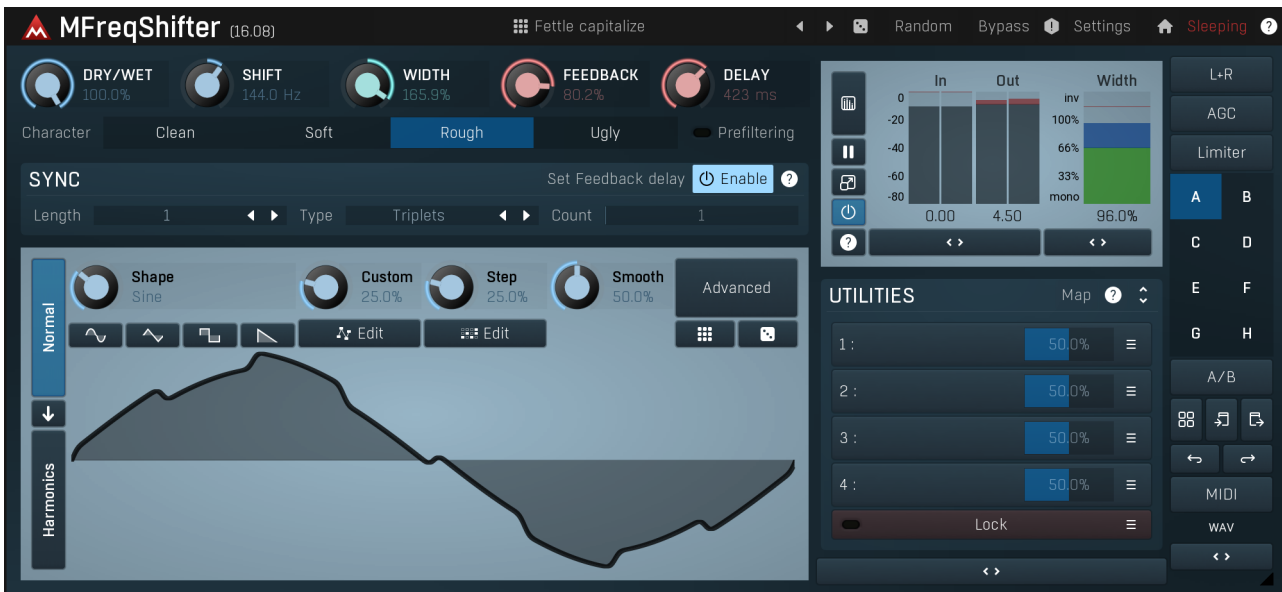 MFreqShifter (16.08) Fettle capitalize Random Bypass Settings Sleeping ?
DRY/WET SHIFT WIDTH FEEDBACK DELAY
100.0% 144.0 Hz 165.9% 80.2% 423 ms
Character Clean Soft Rough Ugly Prefiltering
SYNC Set Feedback delay Enable ?
Length 1 Type Triplets Count 1
Normal
Harmonics
Shape Custom Step Smooth Advanced
Sine 25.0% 25.0% 50.0%
Edit Edit
In Out Width
0 inv
-20 100%
-40 66%
-60 33%
-80 mono
0.00 4.50 96.0%
?
UTILITIES Map ?
1 : 50.0%
2 : 50.0%
3 : 50.0%
4 : 50.0%
Lock
L+R
AGC
Limiter
A B
C D
E F
G H
A/B
MIDI
WAV